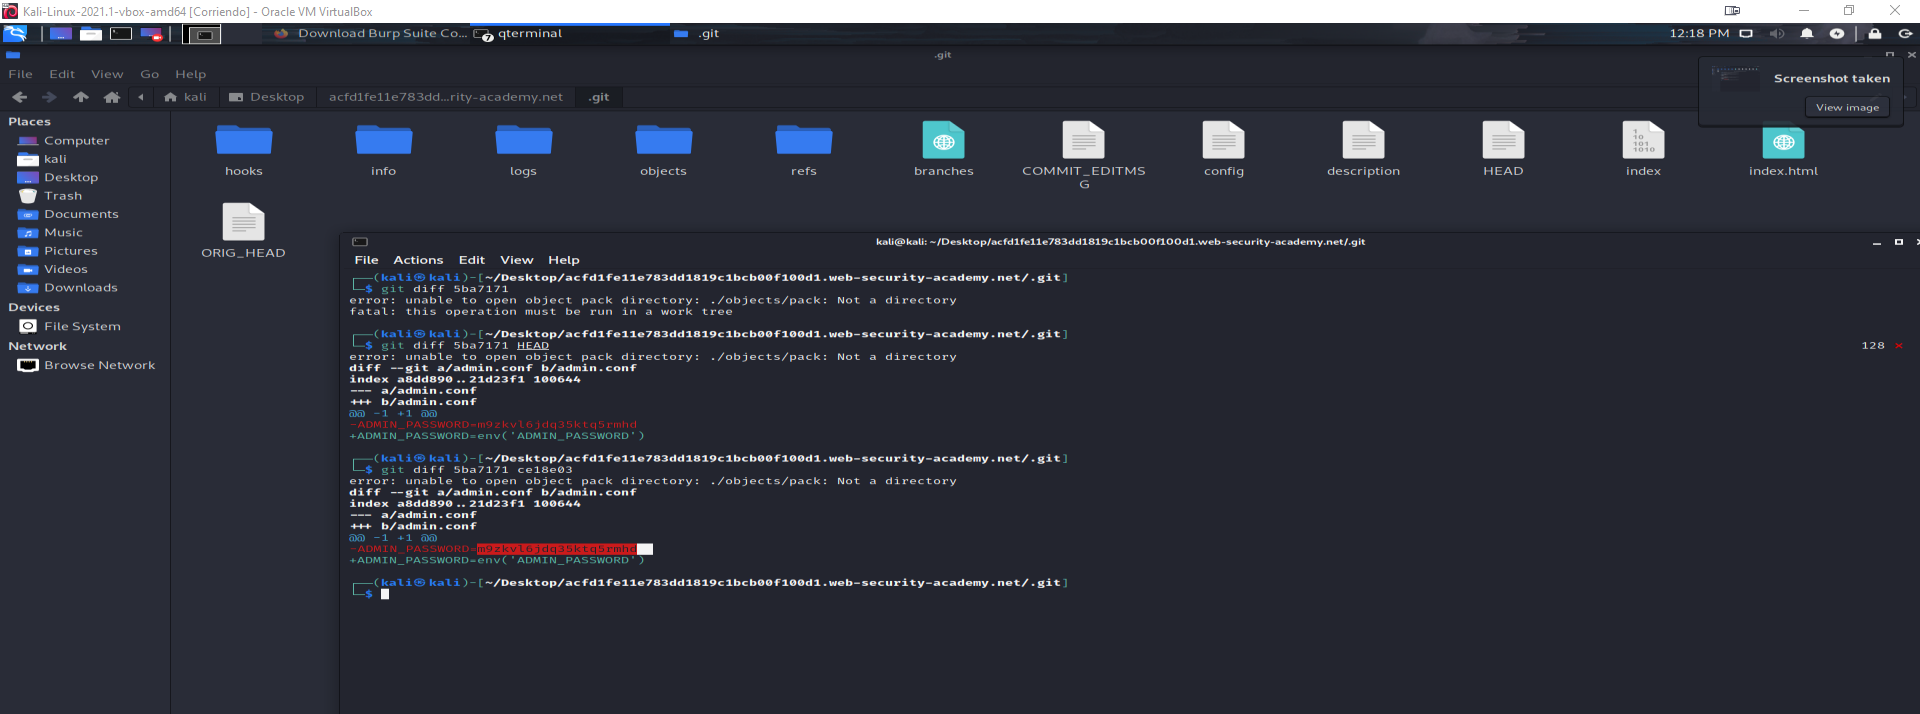 Kali-Linux-2021.1-vbox-amd64 [Corriendo] - Oracle VM VirtualBox
Download Burp Suite Co...
7
qterminal
.git
12:18 PM
.git
File Edit View Go Help
Screenshot taken
View image
kali
Desktop
acfd1fe11e783dd...rity-academy.net
.git
Places
Computer
kali
Desktop
Trash
Documents
Music
Pictures
Videos
Downloads
Devices
File System
Network
Browse Network
hooks
info
logs
objects
refs
branches
COMMIT_EDITMS
G
config
description
HEAD
1
10
101
1010
index
index.html
ORIG_HEAD
kali@kali: ~/Desktop/acfd1fe11e783dd1819c1bcb00f100d1.web-security-academy.net/.git
File Actions Edit View Help
┌──(kali㉿kali)-[~/Desktop/acfd1fe11e783dd1819c1bcb00f100d1.web-security-academy.net/.git]
└─$ git diff 5ba7171
error: unable to open object pack directory: ./objects/pack: Not a directory
fatal: this operation must be run in a work tree
┌──(kali㉿kali)-[~/Desktop/acfd1fe11e783dd1819c1bcb00f100d1.web-security-academy.net/.git]
└─$ git diff 5ba7171 HEAD 128 ⨯
error: unable to open object pack directory: ./objects/pack: Not a directory
diff --git a/admin.conf b/admin.conf
index a8dd890..21d23f1 100644
--- a/admin.conf
+++ b/admin.conf
@@ -1 +1 @@
-ADMIN_PASSWORD=m9zkvl6jdq35ktq5rmhd
+ADMIN_PASSWORD=env('ADMIN_PASSWORD')
┌──(kali㉿kali)-[~/Desktop/acfd1fe11e783dd1819c1bcb00f100d1.web-security-academy.net/.git]
└─$ git diff 5ba7171 ce18e03
error: unable to open object pack directory: ./objects/pack: Not a directory
diff --git a/admin.conf b/admin.conf
index a8dd890..21d23f1 100644
--- a/admin.conf
+++ b/admin.conf
@@ -1 +1 @@
-ADMIN_PASSWORD=m9zkvl6jdq35ktq5rmhd
+ADMIN_PASSWORD=env('ADMIN_PASSWORD')
┌──(kali㉿kali)-[~/Desktop/acfd1fe11e783dd1819c1bcb00f100d1.web-security-academy.net/.git]
└─$